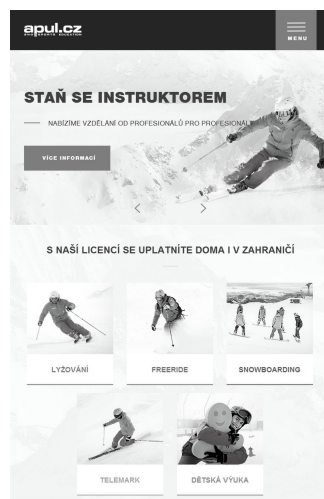 apul.cz
MENU
STAŇ SE INSTRUKTOREM
NABÍZÍME VZDĚLÁNÍ OD PROFESIONÁLŮ PRO PROFESIONÁLY
VÍCE INFORMACÍ
S NAŠÍ LICENCÍ SE UPLATNÍTE DOMA I V ZAHRANIČÍ
LYŽOVÁNÍ
FREERIDE
SNOWBOARDING
TELEMARK
DĚTSKÁ VÝUKA